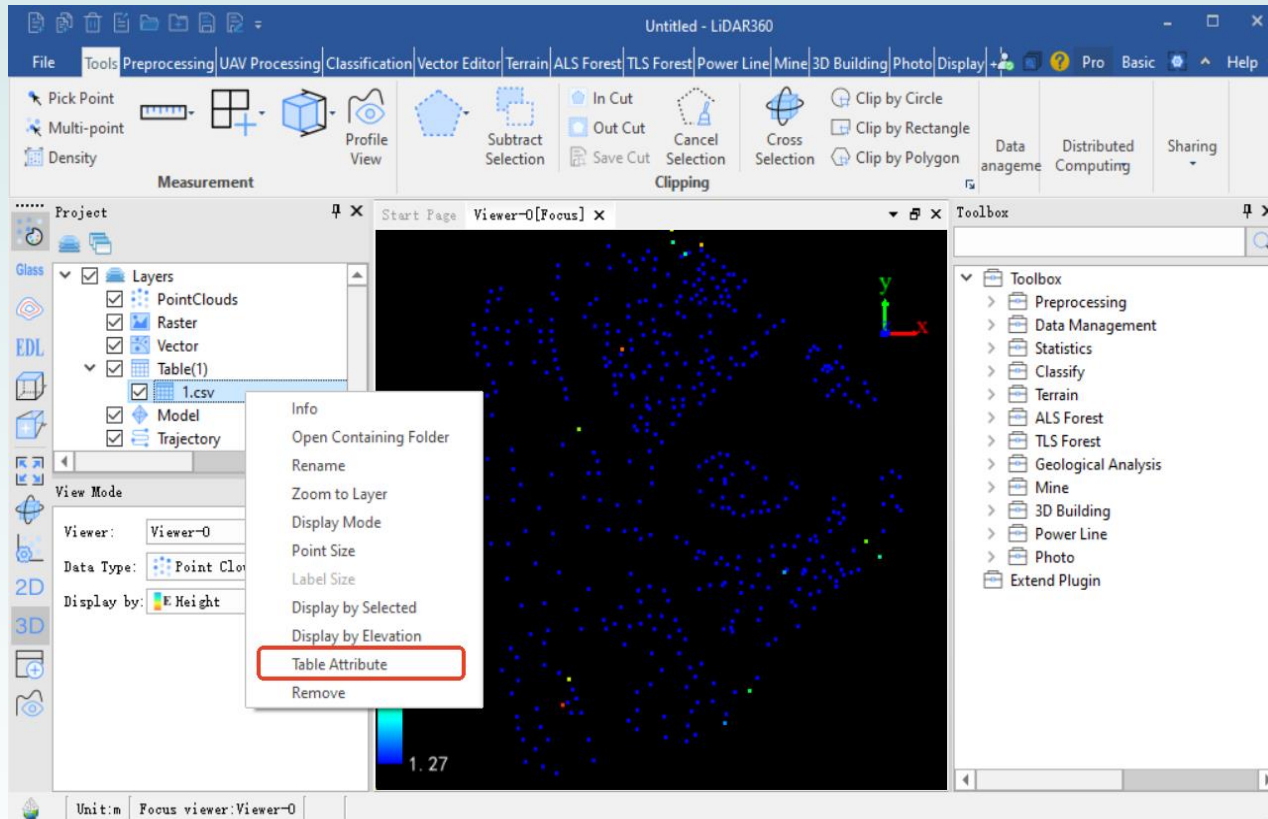 Untitled - LiDAR360
File Tools Preprocessing UAV Processing Classification Vector Editor Terrain ALS Forest TLS Forest Power Line Mine 3D Building Photo Display Pro Basic Help
Pick Point
Multi-point
Density
Profile
View
Measurement
Subtract
Selection
In Cut
Out Cut
Save Cut
Cancel
Selection
Cross
Selection
Clip by Circle
Clip by Rectangle
Clip by Polygon
Clipping
Data
anageme
Distributed
Computing
Sharing
Project
Start Page Viewer-0[Focus]
Toolbox
Glass
EDL
2D
3D
Layers
PointClouds
Raster
Vector
Table(1)
1.csv
Model
Trajectory
View Mode
Viewer: Viewer-0
Data Type: Point Clou
Display by: E Height
Info
Open Containing Folder
Rename
Zoom to Layer
Display Mode
Point Size
Label Size
Display by Selected
Display by Elevation
Table Attribute
Remove
y
x
1.27
Toolbox
Preprocessing
Data Management
Statistics
Classify
Terrain
ALS Forest
TLS Forest
Geological Analysis
Mine
3D Building
Power Line
Photo
Extend Plugin
Unit:m Focus viewer:Viewer-0